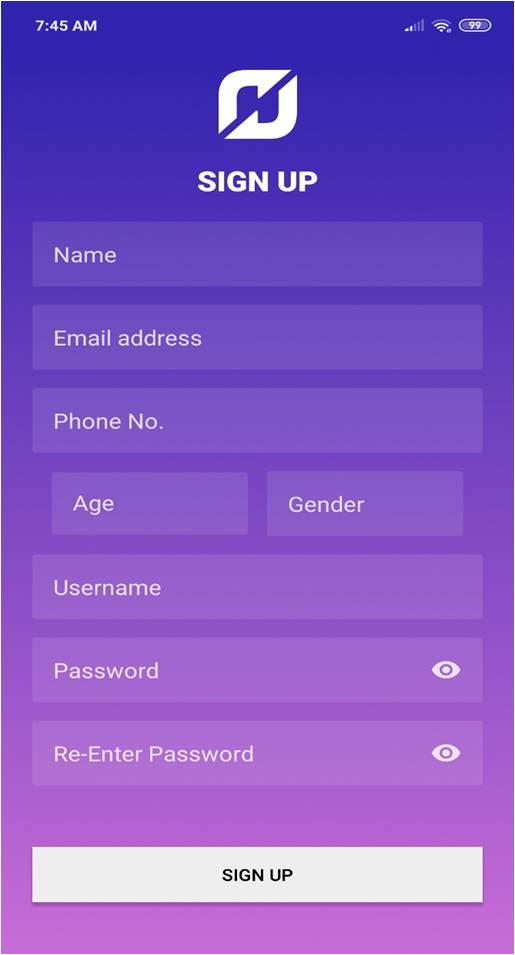 7:45 AM
99
SIGN UP
Name
Email address
Phone No.
Age
Gender
Username
Password
Re-Enter Password
SIGN UP